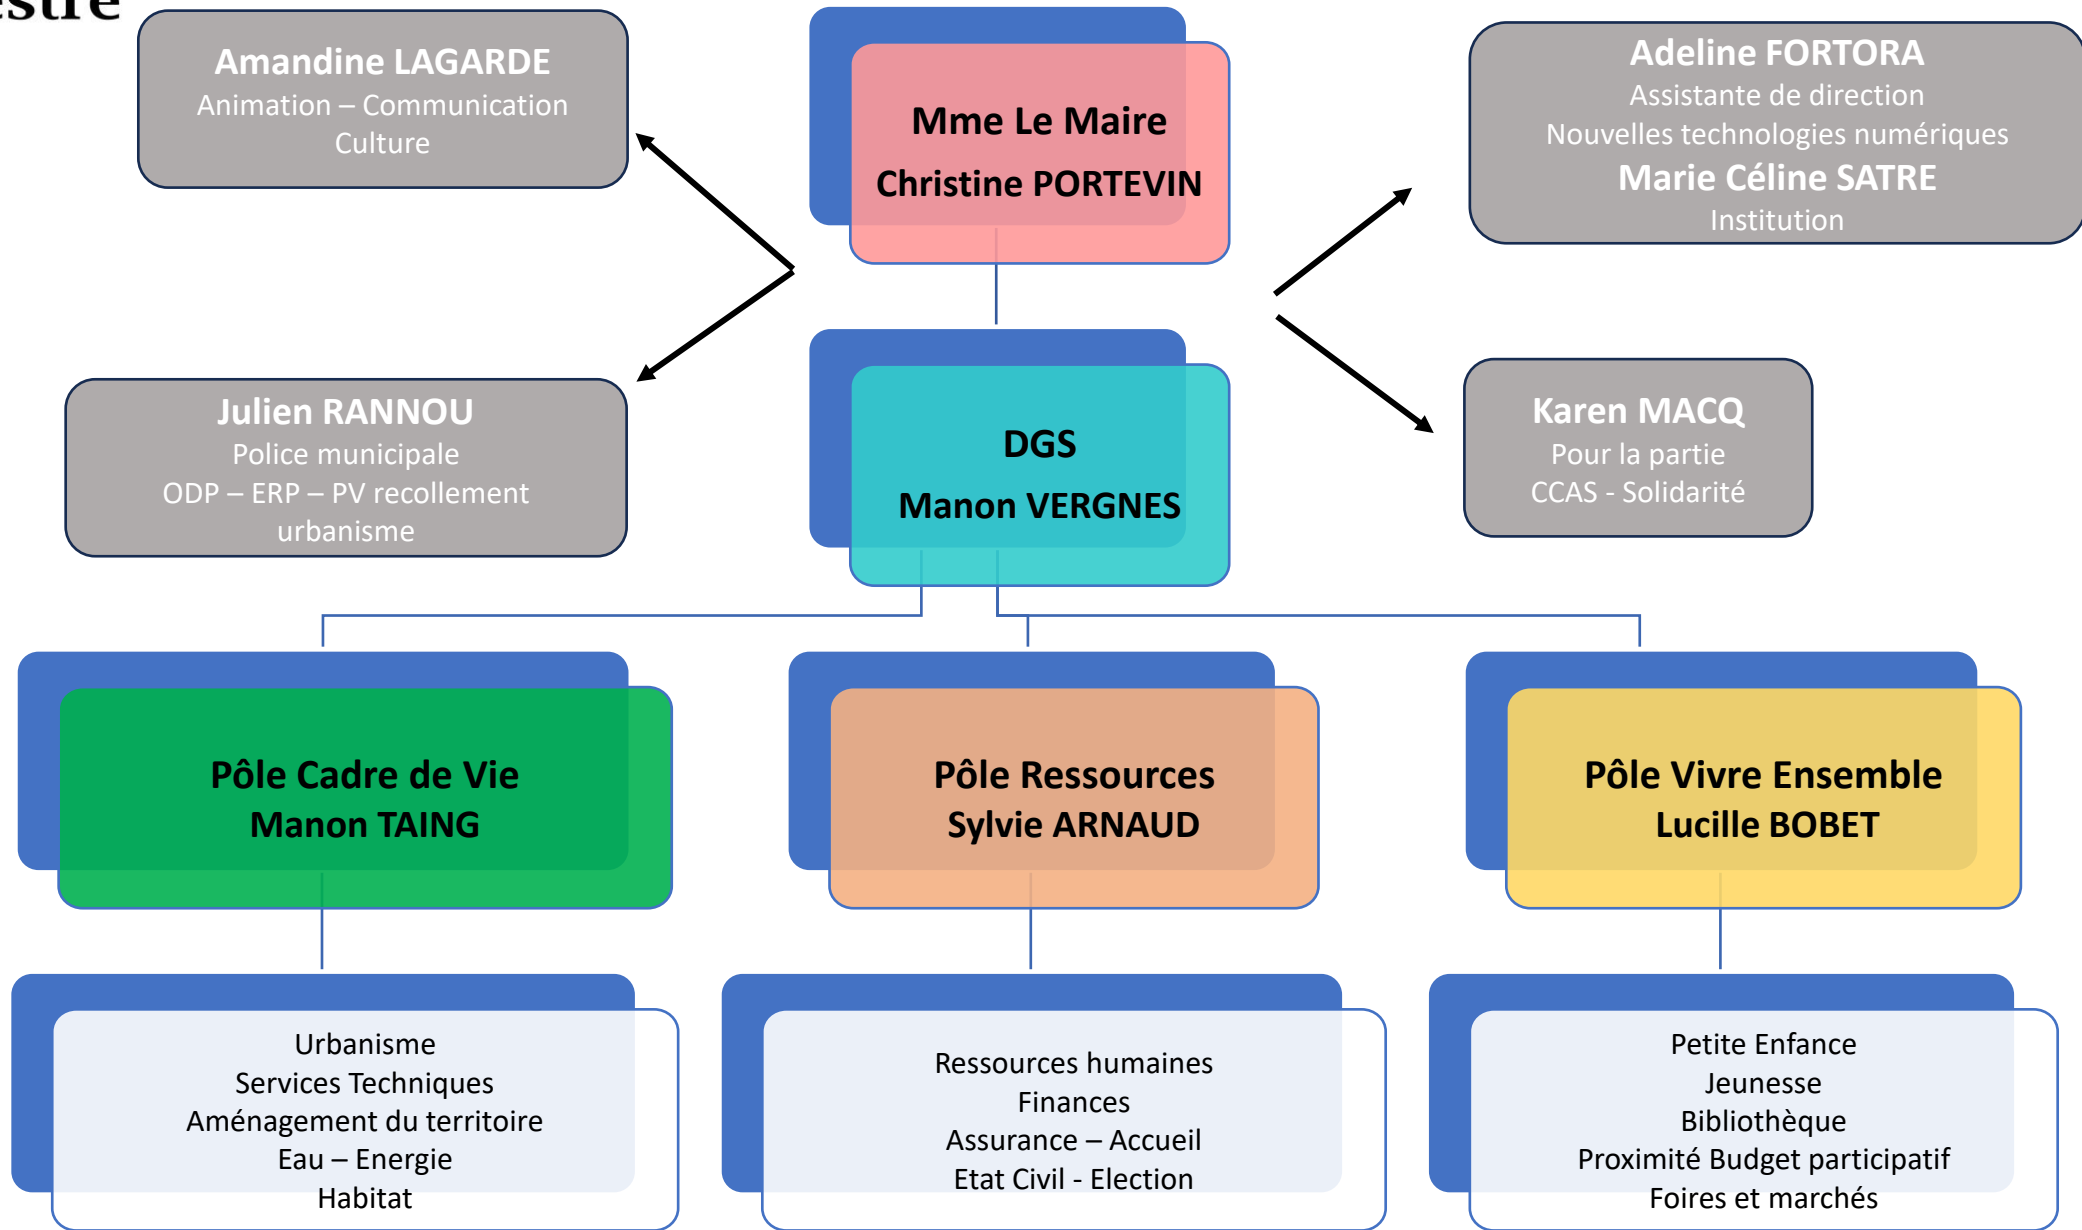 Amandine LAGARDE
Animation – Communication
Culture
Mme Le Maire
Christine PORTEVIN
Adeline FORTORA
Assistante de direction
Nouvelles technologies numériques
Marie Céline SATRE
Institution
Julien RANNOU
Police municipale
ODP – ERP – PV recollement
urbanisme
DGS
Manon VERGNES
Karen MACQ
Pour la partie
CCAS - Solidarité
Pôle Cadre de Vie
Manon TAING
Pôle Ressources
Sylvie ARNAUD
Pôle Vivre Ensemble
Lucille BOBET
Urbanisme
Services Techniques
Aménagement du territoire
Eau – Energie
Habitat
Ressources humaines
Finances
Assurance – Accueil
Etat Civil - Election
Petite Enfance
Jeunesse
Bibliothèque
Proximité Budget participatif
Foires et marchés